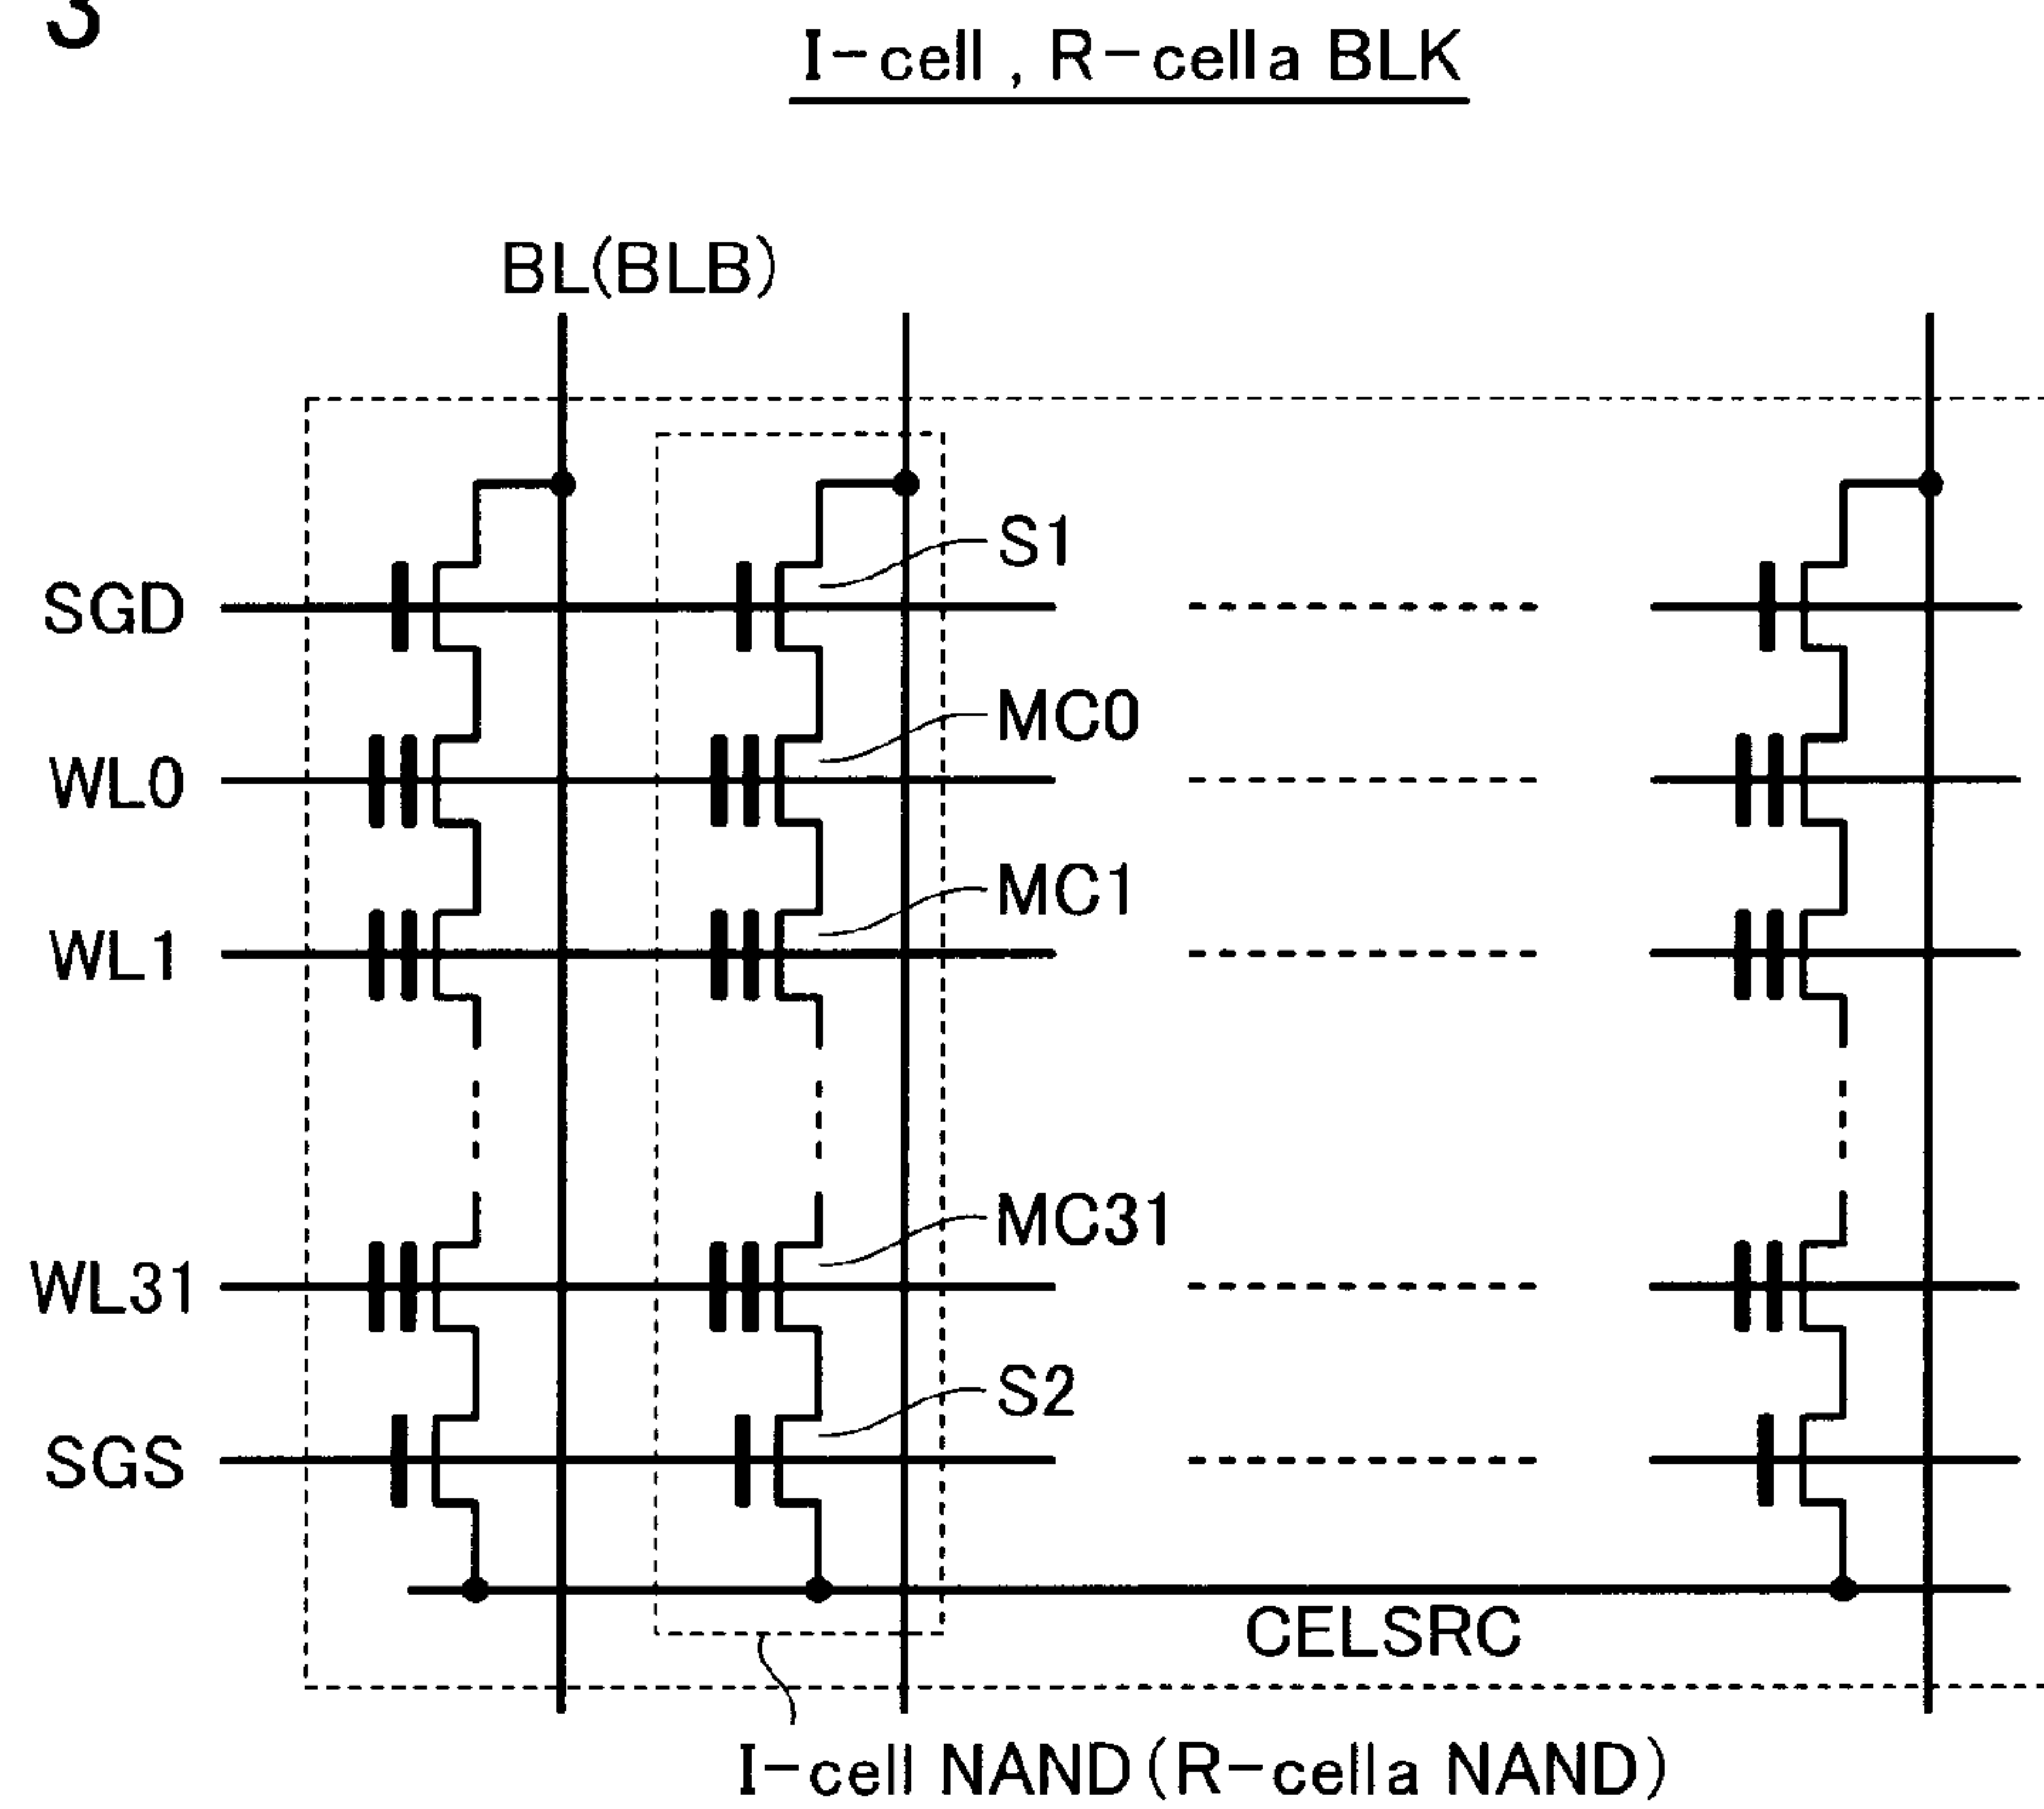 3
I-cell , R-cella BLK
BL(BLB)
S1
SGD
MC0
WL0
MC1
WL1
MC31
WL31
S2
SGS
CELSRC
I-cell NAND(R-cella NAND)